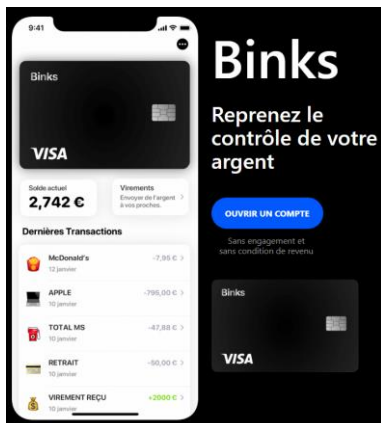 9:41
Binks
VISA
Solde actuel
2,742 €
Virements
Envoyer de l'argent
à vos proches.
Dernières Transactions
McDonald's
-7,95 €
12 janvier
APPLE
-795,00 €
10 janvier
TOTAL MS
-47,88 €
10 janvier
RETRAIT
-50,00 €
10 janvier
VIREMENT REÇU
+2000 €
10 janvier
Binks
Reprenez le
contrôle de votre
argent
OUVRIR UN COMPTE
Sans engagement et
sans condition de revenu
Binks
VISA